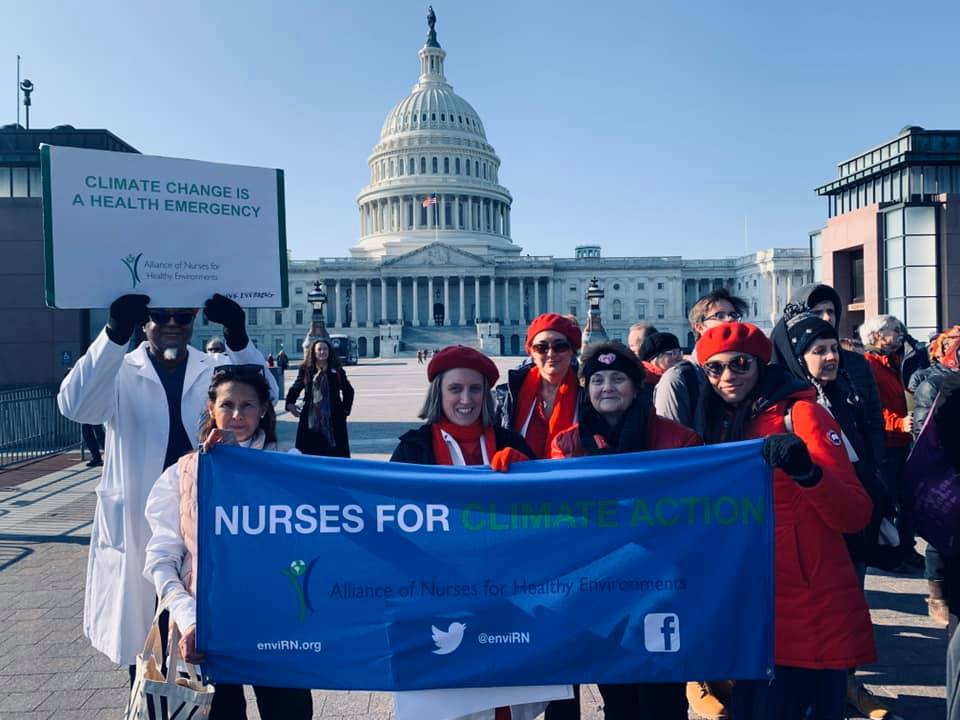 CLIMATE CHANGE IS
A HEALTH EMERGENCY
Alliance of Nurses for
Healthy Environments
NURSES FOR CLIMATE ACTION
Alliance of Nurses for Healthy Environments
enviRN.org
@enviRN
f